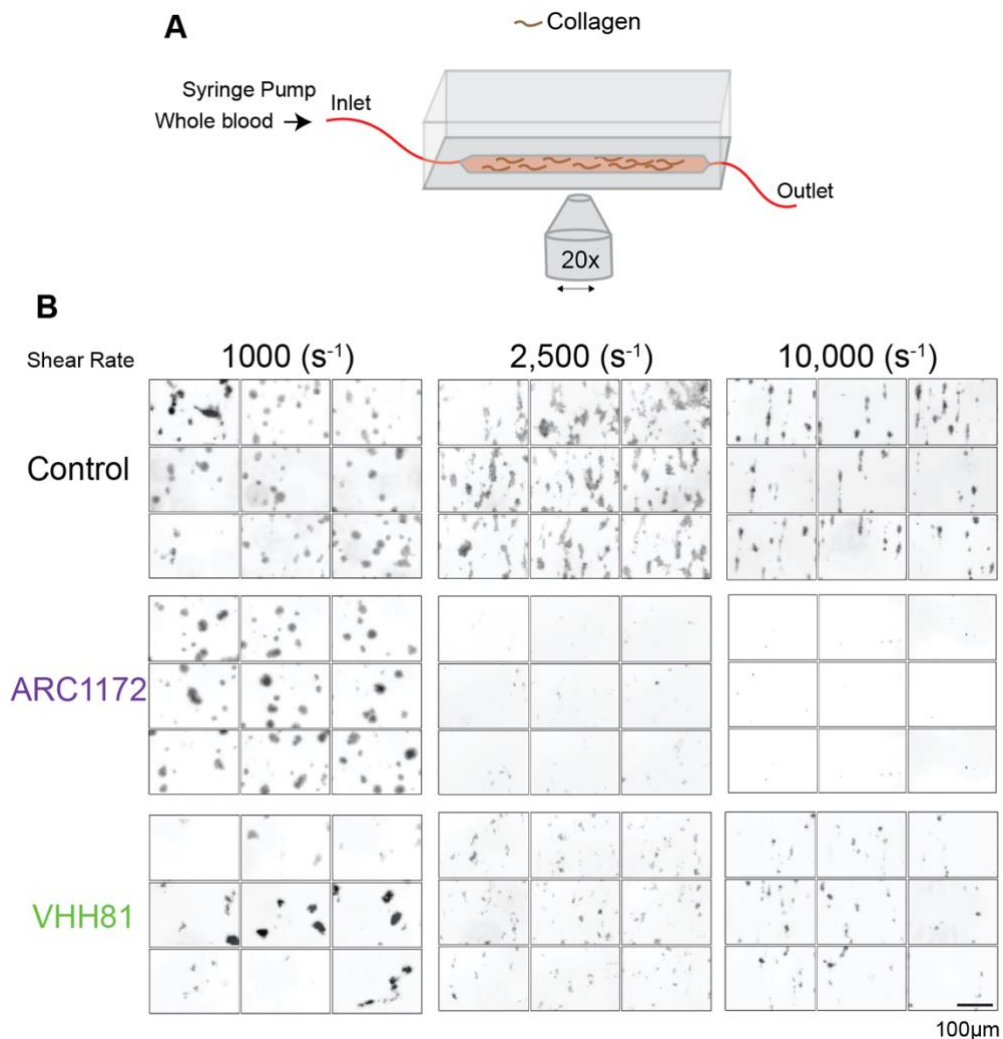 A
Collagen
Syringe Pump
Inlet
Whole blood
Outlet
20x
B
Shear Rate 1000 (s⁻¹) 2,500 (s⁻¹) 10,000 (s⁻¹)
Control
ARC1172
VHH81
100µm